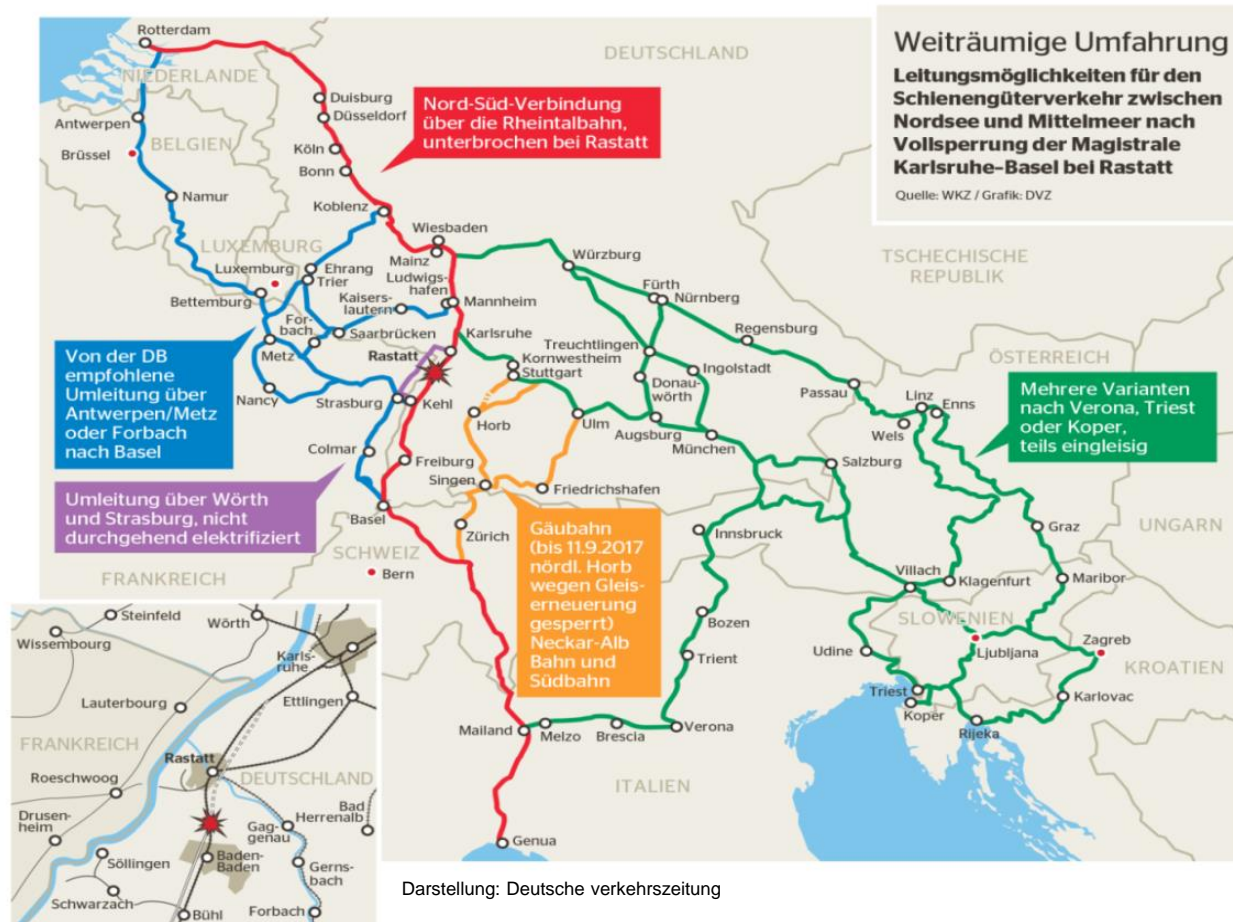 Weiträumige Umfahrung
Leitungsmöglichkeiten für den
Schienengüterverkehr zwischen
Nordsee und Mittelmeer nach
Vollsperrung der Magistrale
Karlsruhe–Basel bei Rastatt
Quelle: WKZ / Grafik: DVZ
Rotterdam
DEUTSCHLAND
NIEDERLANDE
Duisburg
Düsseldorf
Nord-Süd-Verbindung
über die Rheintalbahn,
unterbrochen bei Rastatt
Antwerpen
BELGIEN
Brüssel
Köln
Bonn
Namur
Koblenz
LUXEMBURG
Wiesbaden
Mainz
Würzburg
TSCHECHISCHE
REPUBLIK
Luxemburg
Ehrang
Trier
Ludwigs-
hafen
Bettemburg
Kaisers-
lautern
Mannheim
Fürth
Nürnberg
For-
bach
Saarbrücken
Karlsruhe
Regensburg
Metz
Rastatt
Kornwestheim
Stuttgart
Treuchtlingen
Ingolstadt
ÖSTERREICH
Von der DB
empfohlene
Umleitung über
Antwerpen/Metz
oder Forbach
nach Basel
Nancy
Strasburg
Kehl
Donau-
wörth
Passau
Linz
Enns
Mehrere Varianten
nach Verona, Triest
oder Koper,
teils eingleisig
Horb
Ulm
Augsburg
München
Wels
Colmar
Freiburg
Singen
Friedrichshafen
Salzburg
Umleitung über Wörth
und Strasburg, nicht
durchgehend elektrifiziert
Basel
Zürich
Gäubahn
(bis 11.9.2017
nördl. Horb
wegen Gleis-
erneuerung
gesperrt)
Neckar-Alb
Bahn und
Südbahn
Innsbruck
Graz
UNGARN
SCHWEIZ
Bern
FRANKREICH
Villach
Klagenfurt
Maribor
Bozen
SLOWENIEN
Zagreb
Trient
Udine
Ljubljana
KROATIEN
Triest
Koper
Karlovac
Rijeka
Mailand
Melzo
Brescia
Verona
ITALIEN
Genua
Steinfeld
Wissembourg
Wörth
Karls-
ruhe
Lauterbourg
Ettlingen
FRANKREICH
Rastatt
DEUTSCHLAND
Roeschwoog
Drusen-
heim
Gag-
genau
Bad
Herrenalb
Söllingen
Baden-
Baden
Gerns-
bach
Schwarzach
Bühl
Forbach
Darstellung: Deutsche verkehrszeitung